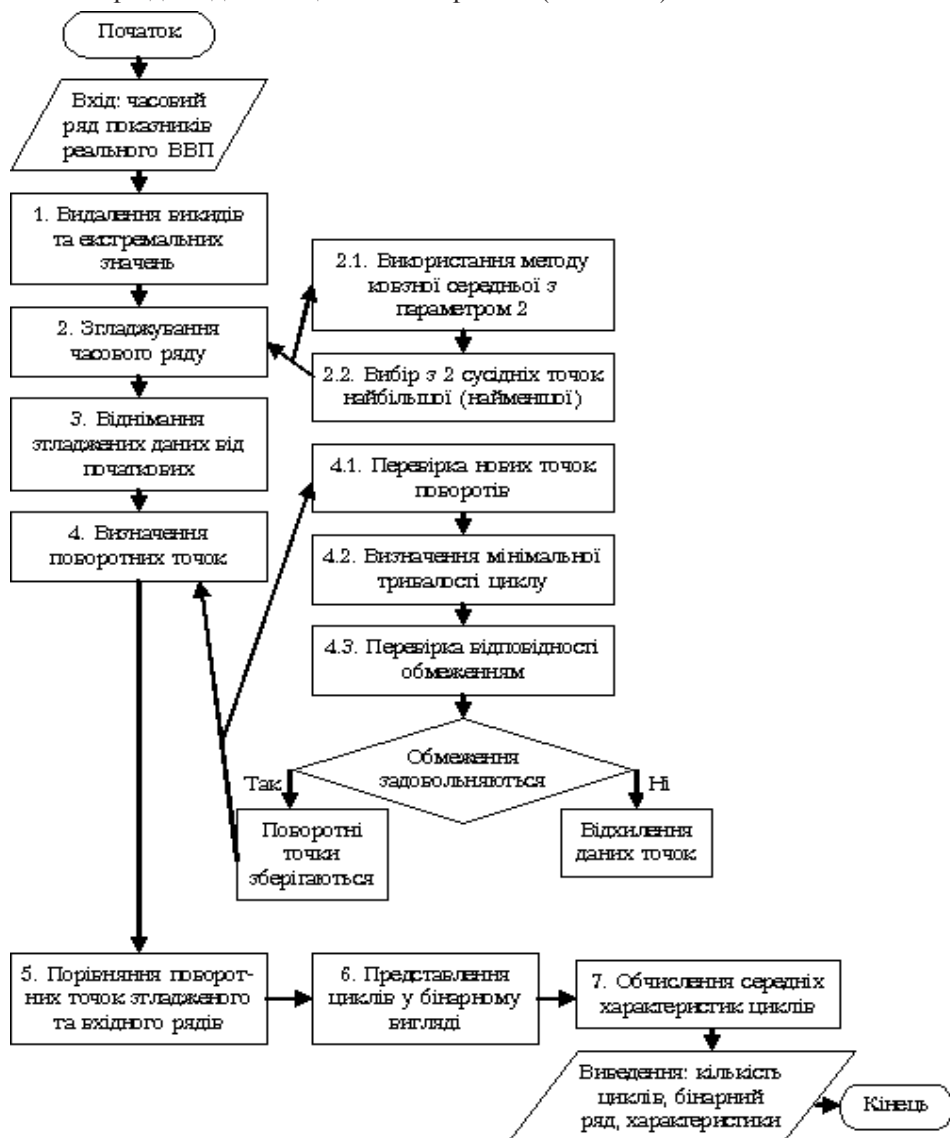 Початок
Вхід: часовий
ряд показників
реального ВВП
1. Видалення викидів
та екстремальних
значень
2. Згладжування
часового ряду
2.1. Використання методу
ковзної середньої з
параметром 2
2.2. Вибір з 2 сусідніх точок
найбільшої (найменшої)
3. Віднімання
згладжених даних від
початкових
4. Визначення
поворотних точок
4.1. Перевірка нових точок
поворотів
4.2. Визначення мінімальної
тривалості циклу
4.3. Перевірка відповідності
обмеженням
Обмеження
задовольняються
Так
Ні
Поворотні
точки
зберігаються
Відхилення
даних точок
5. Порівняння поворот-
них точок згладженого
та вхідного рядів
6. Представлення
циклів у бінарному
вигляді
7. Обчислення середніх
характеристик циклів
Виведення: кількість
циклів, бінарний
ряд, характеристики
Кінець